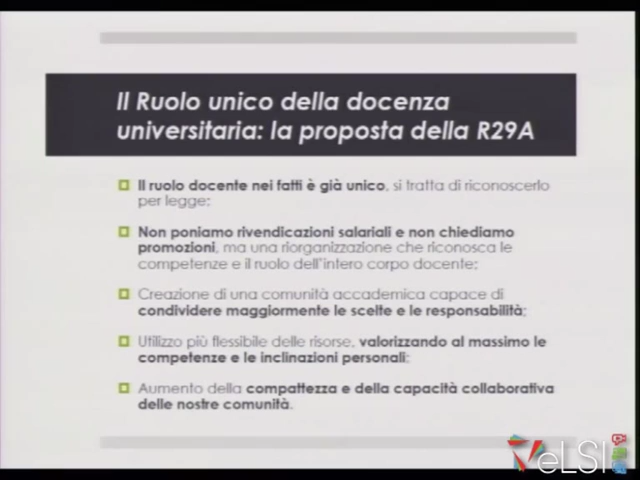 Il Ruolo unico della docenza
universitaria: la proposta della R29A
Il ruolo docente nei fatti è già unico, si tratta di riconoscerlo
per legge;
Non poniamo rivendicazioni salariali e non chiediamo
promozioni, ma una riorganizzazione che riconosca le
competenze e il ruolo dell'intero corpo docente;
Creazione di una comunità accademica capace di
condividere maggiormente le scelte e le responsabilità;
Utilizzo più flessibile delle risorse, valorizzando al massimo le
competenze e le inclinazioni personali;
Aumento della compattezza e della capacità collaborativa
delle nostre comunità.
VeLSI